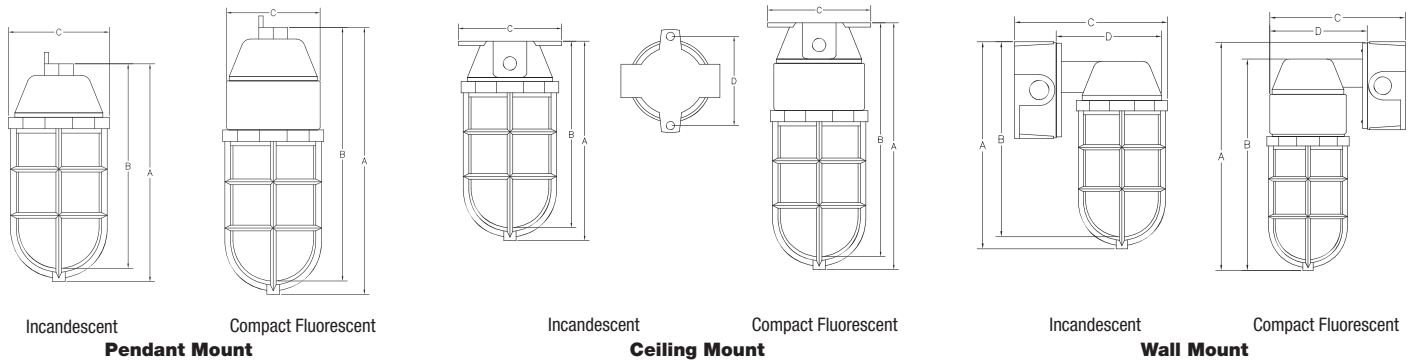 C
B
A
C
B
A
C
B
A
D
C
B
A
C
D
A
B
C
D
A
B
Incandescent
Compact Fluorescent
Incandescent
Compact Fluorescent
Incandescent
Compact Fluorescent
Pendant Mount
Ceiling Mount
Wall Mount